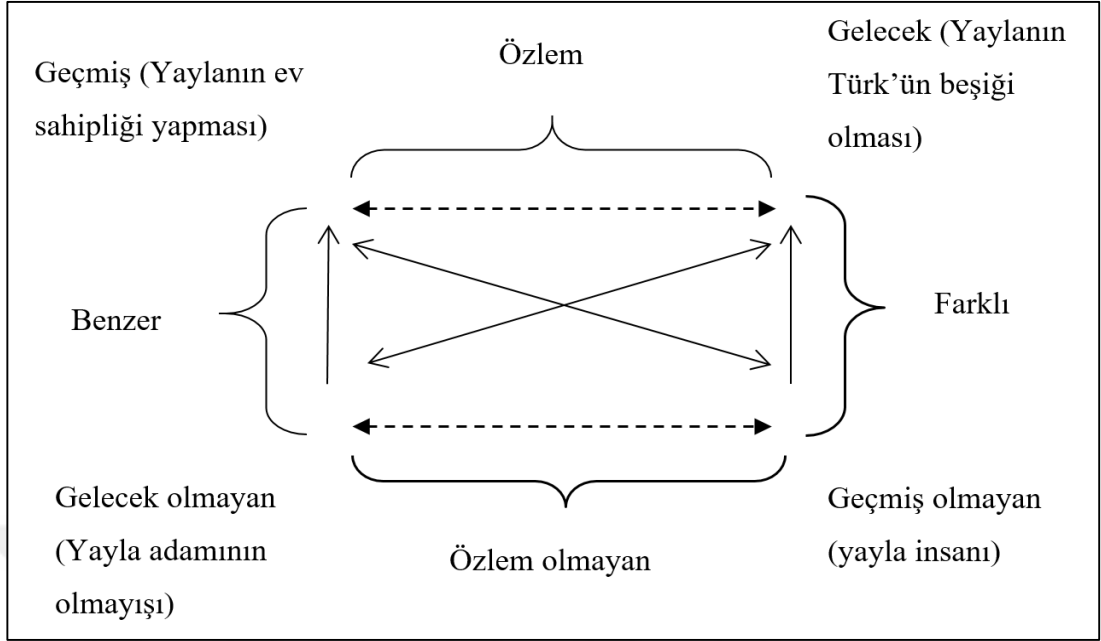 Geçmiş (Yaylanın ev
sahipliği yapması)
Özlem
Gelecek (Yaylanın
Türk’ün beşiği
olması)
Benzer
Farklı
Gelecek olmayan
(Yayla adamının
olmayışı)
Özlem olmayan
Geçmiş olmayan
(yayla insanı)